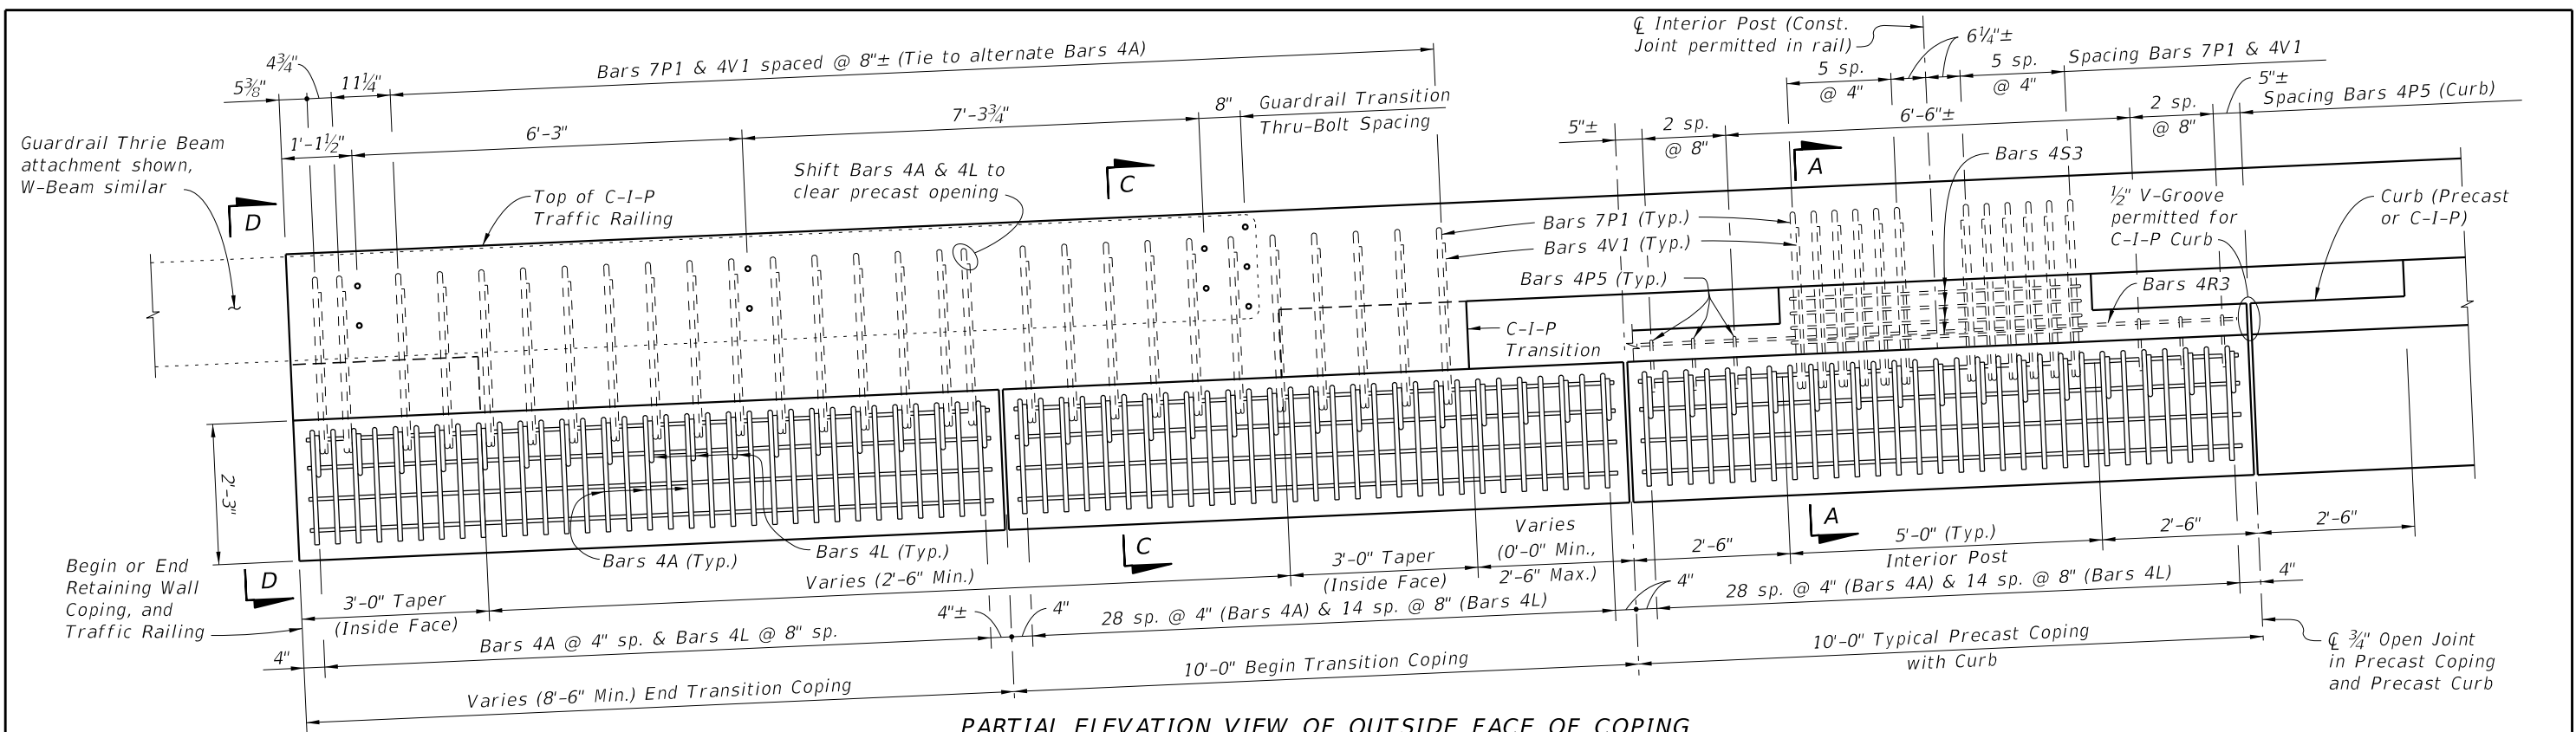 ℄ Interior Post (Const.
Joint permitted in rail)
6¼"±
5 sp.
@ 4"
5 sp.
@ 4"
Spacing Bars 7P1 & 4V1
5"±
Spacing Bars 4P5 (Curb)
4¾"
5⅜"
11¼"
Bars 7P1 & 4V1 spaced @ 8"± (Tie to alternate Bars 4A)
1'-1½"
6'-3"
7'-3¾"
8"
Guardrail Transition
Thru-Bolt Spacing
5"±
2 sp.
@ 8"
6'-6"±
2 sp.
@ 8"
Guardrail Thrie Beam
attachment shown,
W-Beam similar
D
Top of C-I-P
Traffic Railing
Shift Bars 4A & 4L to
clear precast opening
C
A
Bars 4S3
½" V-Groove
permitted for
C-I-P Curb
Curb (Precast
or C-I-P)
Bars 7P1 (Typ.)
Bars 4V1 (Typ.)
Bars 4P5 (Typ.)
Bars 4R3
C-I-P
Transition
2'-3"
Bars 4A (Typ.)
Bars 4L (Typ.)
C
A
D
Begin or End
Retaining Wall
Coping, and
Traffic Railing
3'-0" Taper
(Inside Face)
Varies (2'-6" Min.)
3'-0" Taper
(Inside Face)
Varies
(0'-0" Min.,
2'-6" Max.)
2'-6"
5'-0" (Typ.)
Interior Post
2'-6"
2'-6"
4"
Bars 4A @ 4" sp. & Bars 4L @ 8" sp.
4"±
4"
28 sp. @ 4" (Bars 4A) & 14 sp. @ 8" (Bars 4L)
4"
28 sp. @ 4" (Bars 4A) & 14 sp. @ 8" (Bars 4L)
4"
Varies (8'-6" Min.) End Transition Coping
10'-0" Begin Transition Coping
10'-0" Typical Precast Coping
with Curb
℄ ¾" Open Joint
in Precast Coping
and Precast Curb
PARTIAL ELEVATION VIEW OF OUTSIDE FACE OF COPING